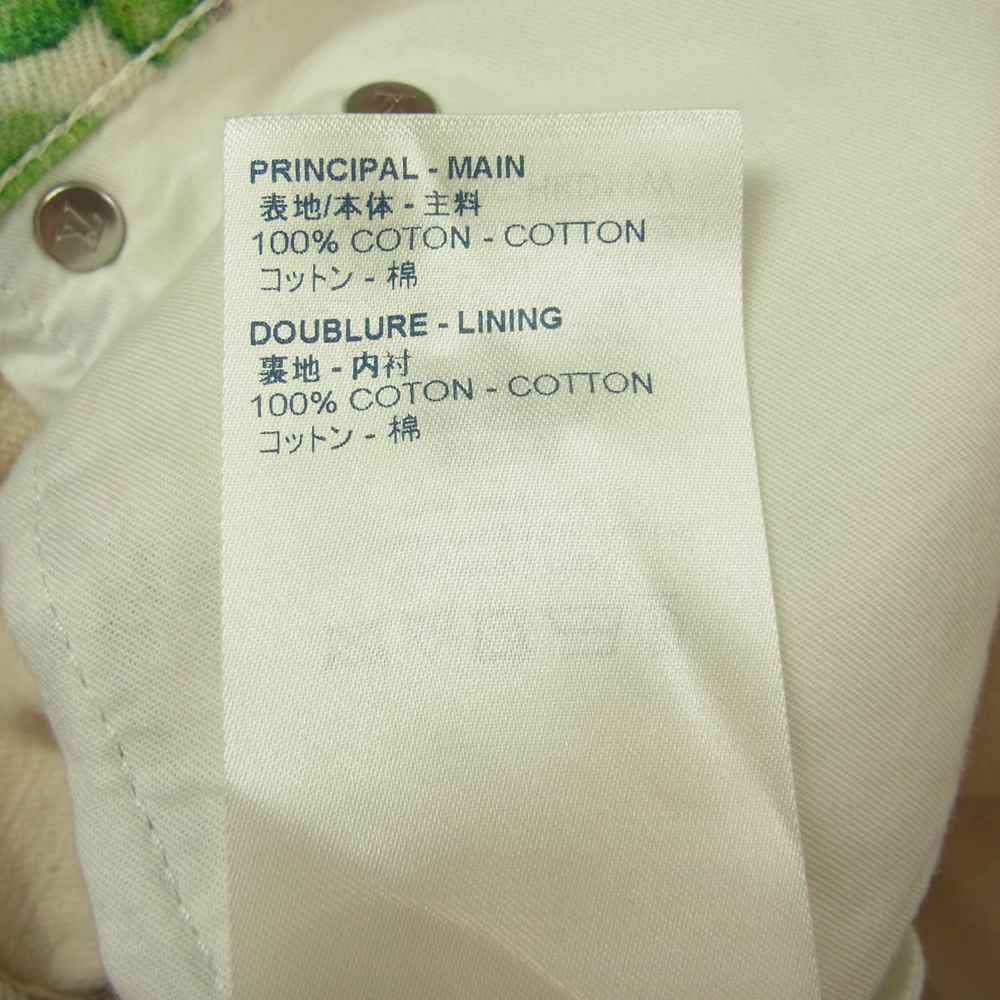 PRINCIPAL - MAIN
表地/本体 - 主料
100% COTON - COTTON
コットン - 棉
DOUBLURE - LINING
裏地 - 内衬
100% COTON - COTTON
コットン - 棉